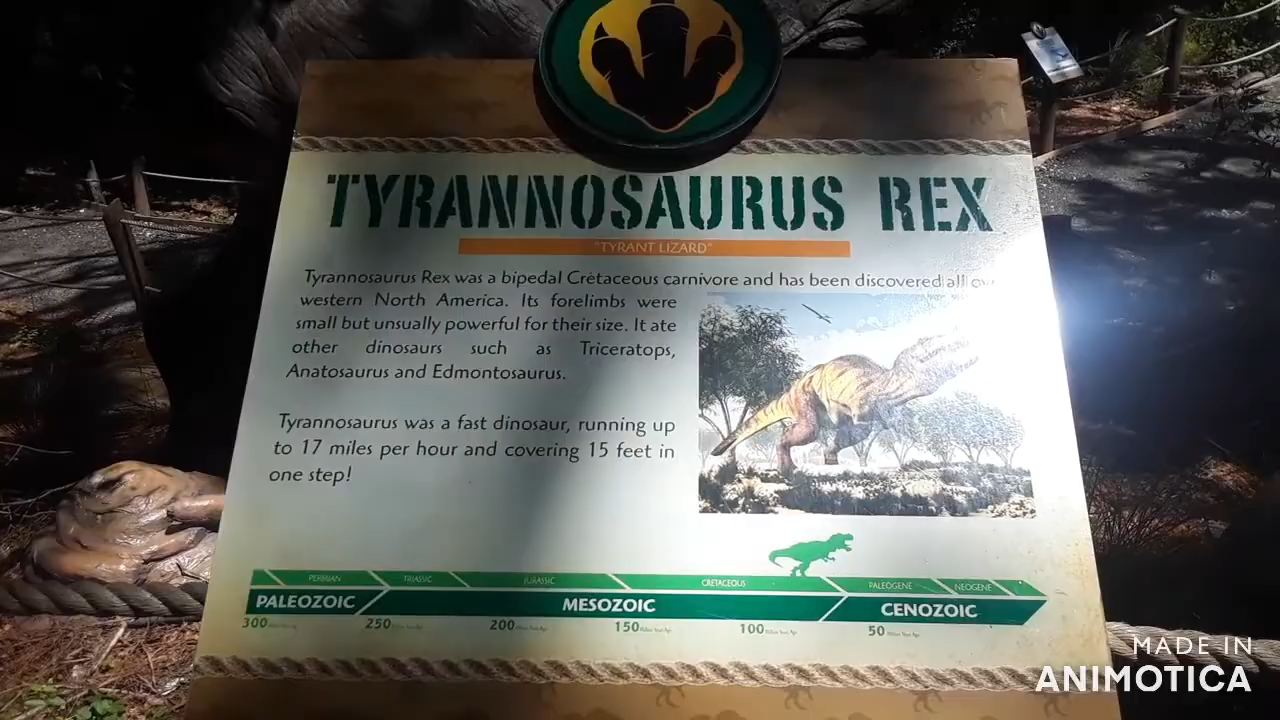 TYRANNOSAURUS REX
"TYRANT LIZARD"
Tyrannosaurus Rex was a bipedal Cretaceous carnivore and has been discovered all
western North America. Its forelimbs were
small but unsually powerful for their size. It ate
other dinosaurs such as Triceratops,
Anatosaurus and Edmontosaurus.
Tyrannosaurus was a fast dinosaur, running up
to 17 miles per hour and covering 15 feet in
one step!
PERMIAN TRIASSIC JURASSIC CRETACEOUS PALEOGENE NEOGENE
PALEOZOIC MESOZOIC CENOZOIC
300 250 200 150 100 50
MADE IN
ANIMOTICA